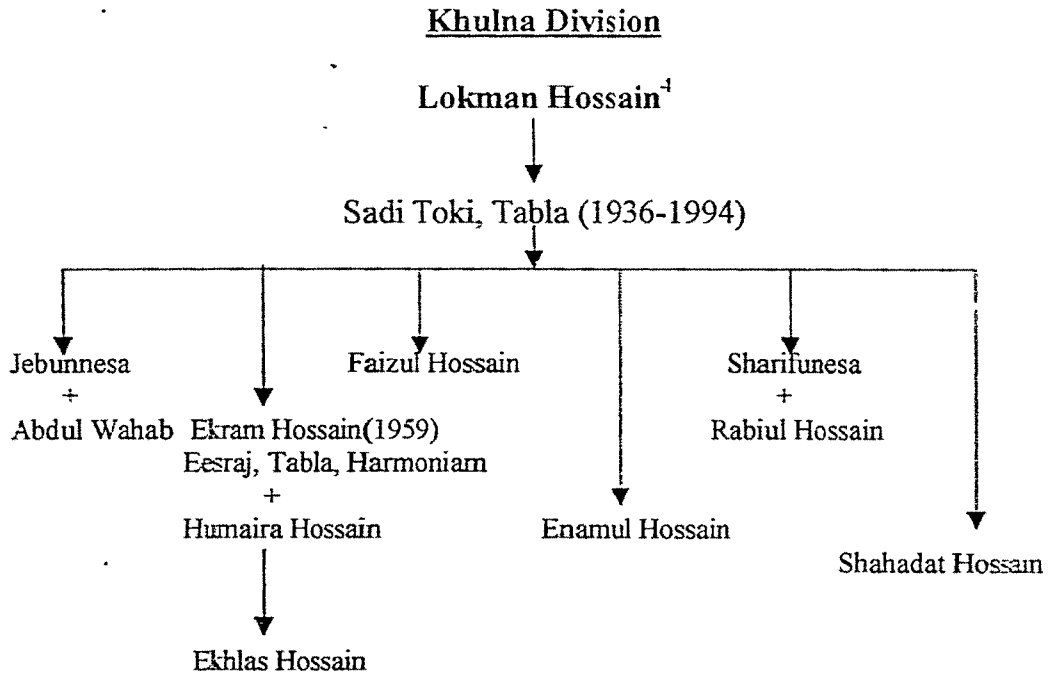 Khulna Division
Lokman Hossain⁴
Sadi Toki, Tabla (1936-1994)
Jebunnesa
+
Abdul Wahab
Ekram Hossain(1959)
Eesraj, Tabla, Harmoniam
+
Humaira Hossain
Ekhlas Hossain
Faizul Hossain
Enamul Hossain
Sharifunesa
+
Rabiul Hossain
Shahadat Hossain